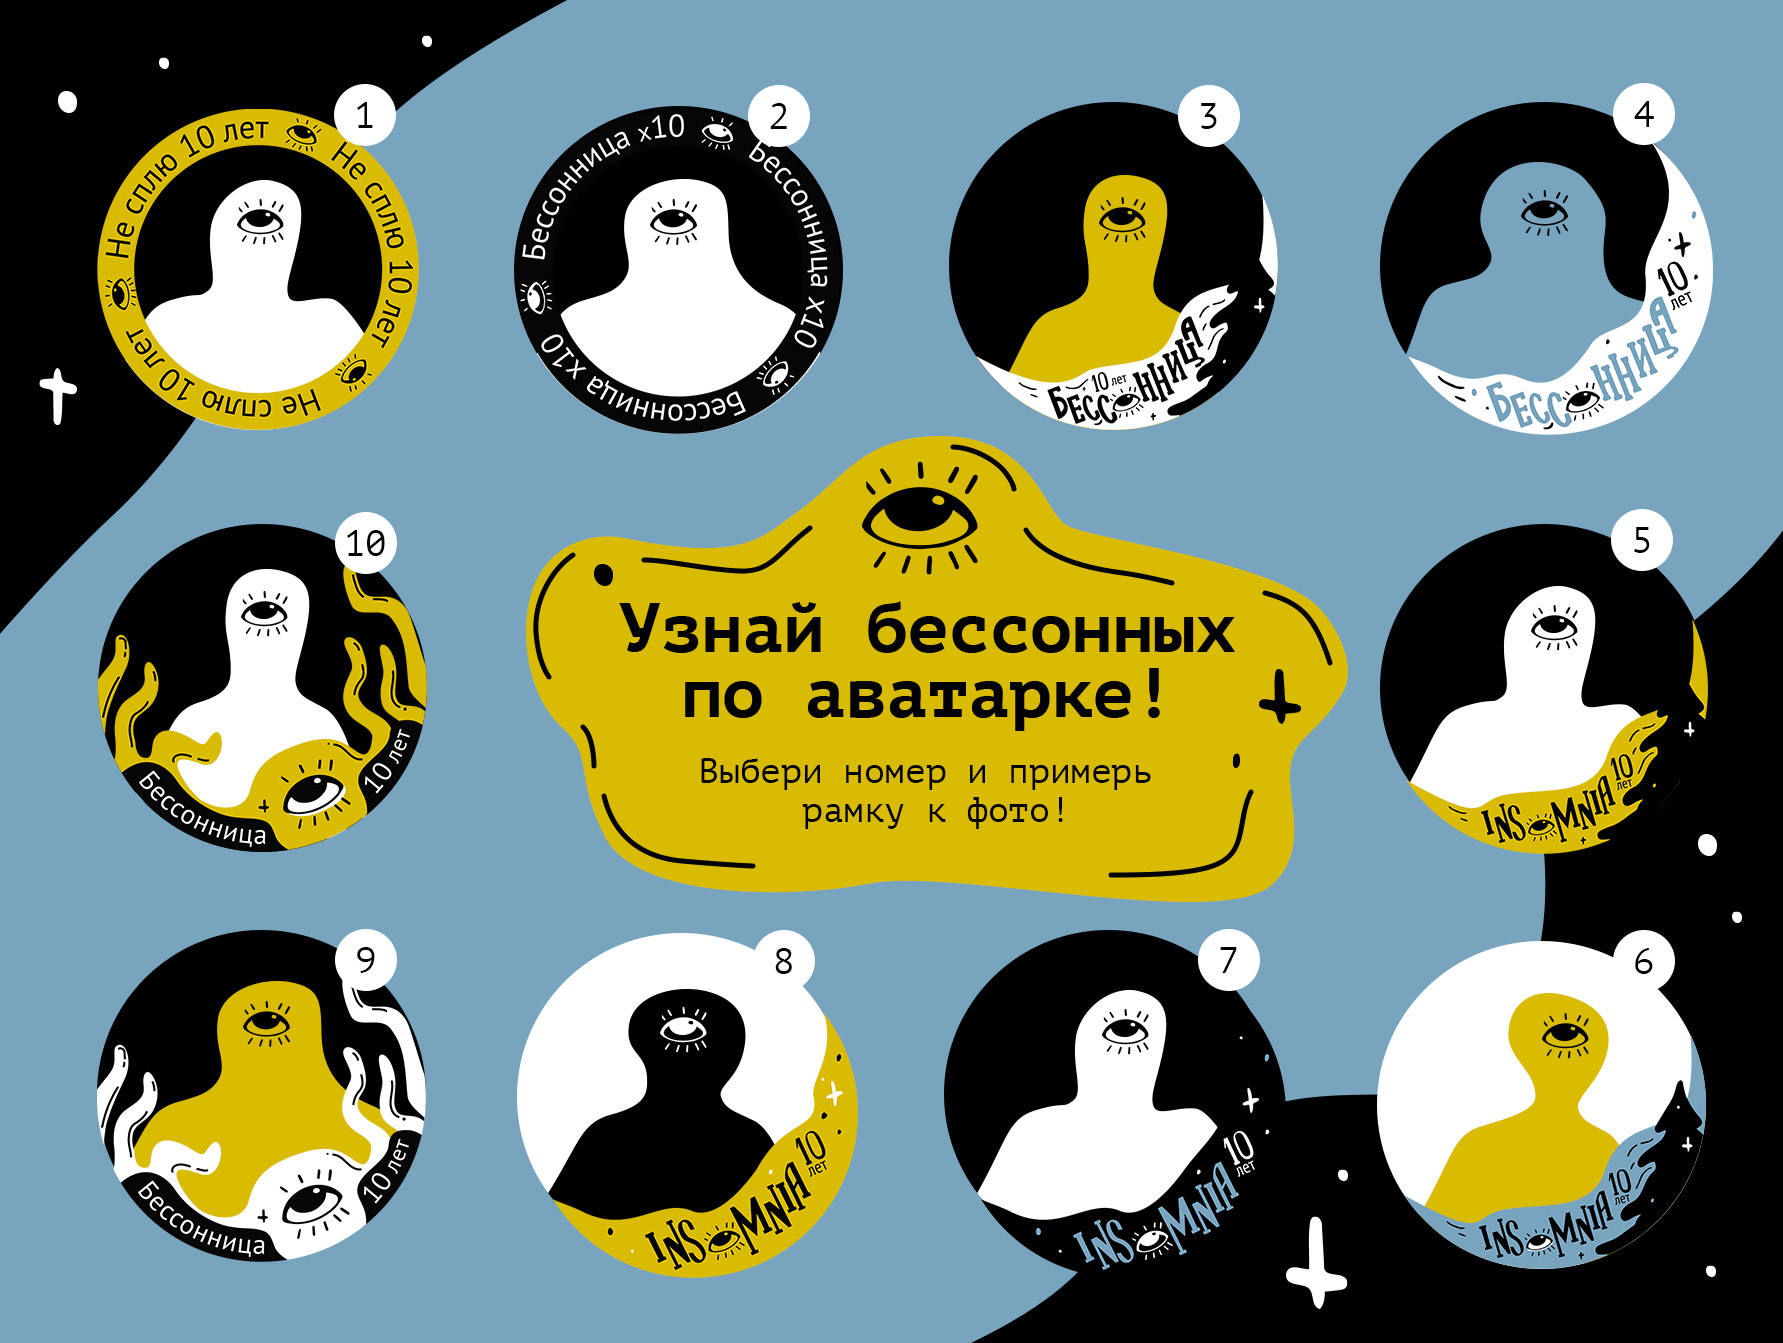 1
Не сплю 10 лет
Не сплю 10 лет
Не сплю 10 лет
2
Бессонница x10
Бессонница x10
Бессонница x10
3
10 лет
БЕССОННИЦА
4
10
лет
БЕССОННИЦА
10
Бессонница
10 лет
Узнай бессонных
по аватарке!
Выбери номер и примерь
рамку к фото!
5
INSOMNIA 10
лет
9
Бессонница
10 лет
8
INSOMNIA 10
лет
7
INSOMNIA 10
лет
6
INSOMNIA 10
лет